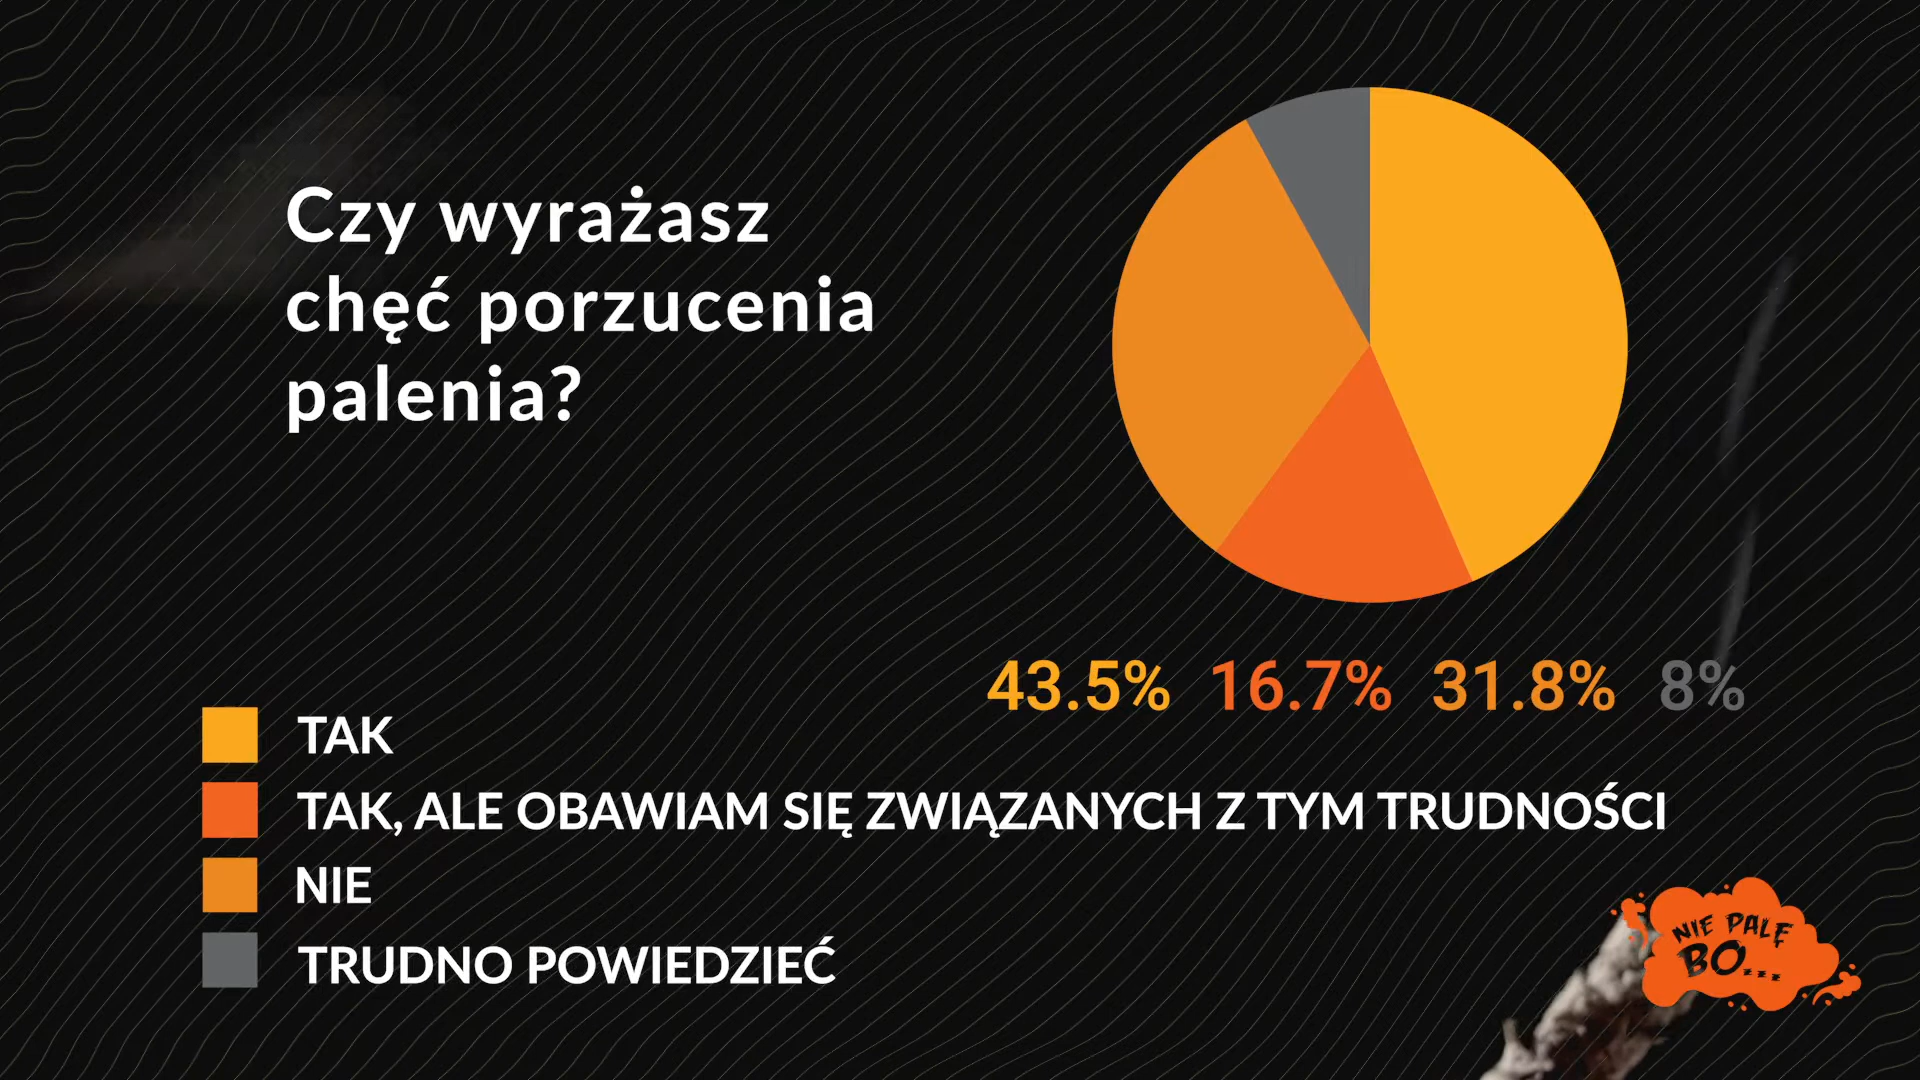 Czy wyrażasz
chęć porzucenia
palenia?
43.5% 16.7% 31.8% 8%
TAK
TAK, ALE OBAWIAM SIĘ ZWIĄZANYCH Z TYM TRUDNOŚCI
NIE
TRUDNO POWIEDZIEĆ
NIE PALĘ
BO...